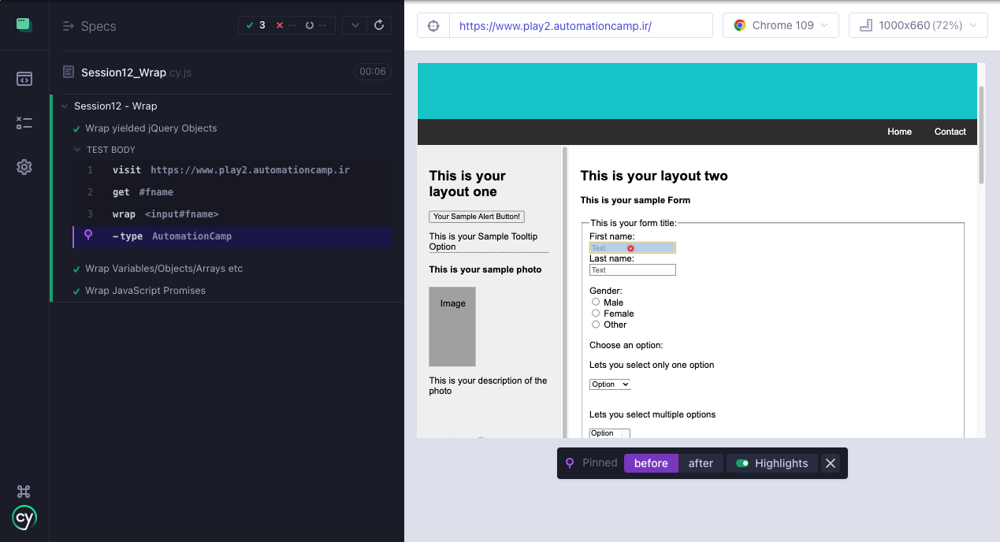 Specs
3 -- --
Session12_Wrap.cy.js 00:06
Session12 - Wrap
Wrap yielded jQuery Objects
TEST BODY
1 visit https://www.play2.automationcamp.ir
2 get #fname
3 wrap <input#fname>
-type AutomationCamp
Wrap Variables/Objects/Arrays etc
Wrap JavaScript Promises
cy
https://www.play2.automationcamp.ir/
Chrome 109
1000x660 (72%)
Home Contact
This is your
layout one
Your Sample Alert Button!
This is your Sample Tooltip
Option
This is your sample photo
Image
This is your description of the
photo
This is your layout two
This is your sample Form
This is your form title:
First name:
Text
Last name:
Text
Gender:
Male
Female
Other
Choose an option:
Lets you select only one option
Option
Lets you select multiple options
Option
Pinned before after Highlights